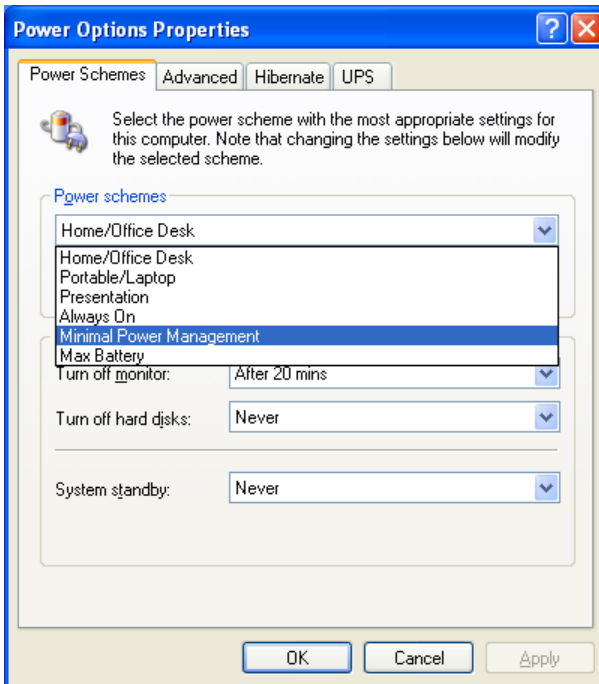 Power Options Properties
Power Schemes Advanced Hibernate UPS
Select the power scheme with the most appropriate settings for
this computer. Note that changing the settings below will modify
the selected scheme.
Power schemes
Home/Office Desk
Home/Office Desk
Portable/Laptop
Presentation
Always On
Minimal Power Management
Max Battery
Turn off monitor: After 20 mins
Turn off hard disks: Never
System standby: Never
OK Cancel Apply